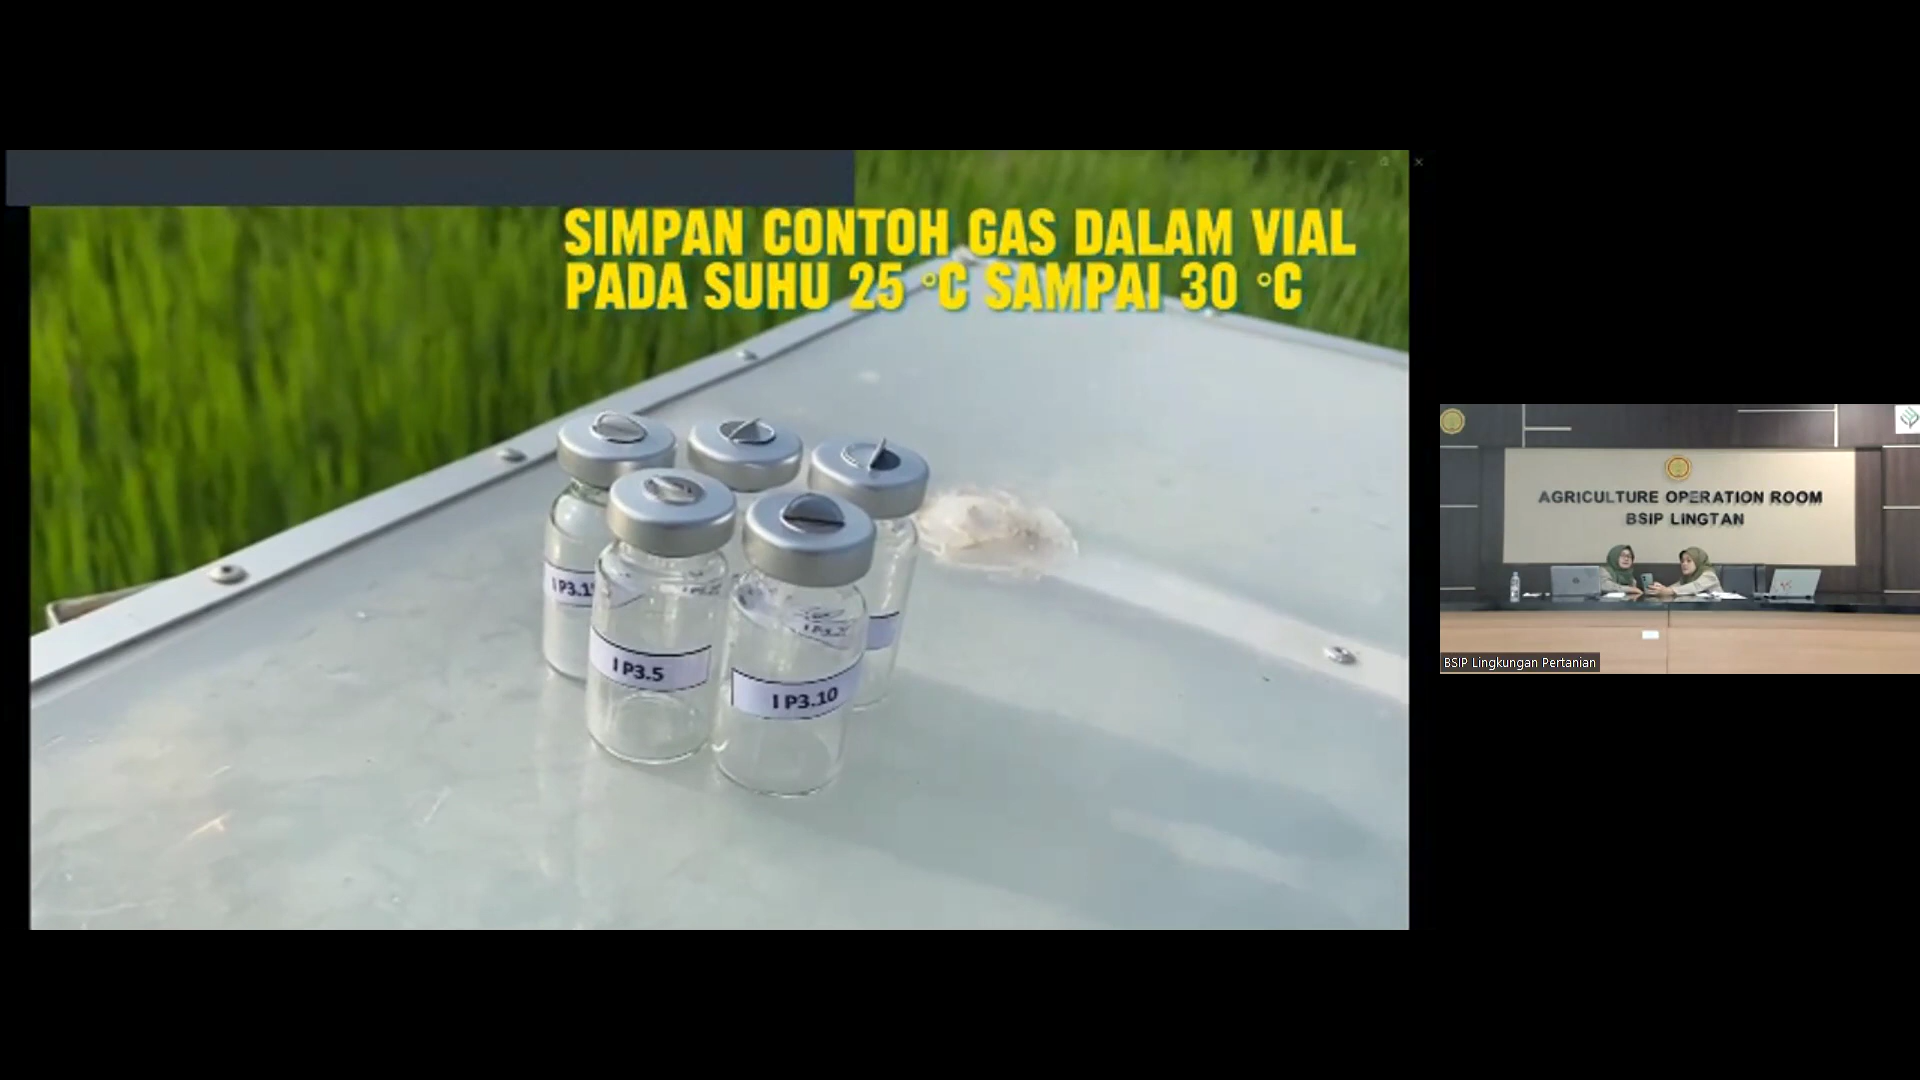 SIMPAN CONTOH GAS DALAM VIAL
PADA SUHU 25 °C SAMPAI 30 °C
I P3.5
I P3.10
AGRICULTURE OPERATION ROOM
BSIP LINGTAN
BSIP Lingkungan Pertanian